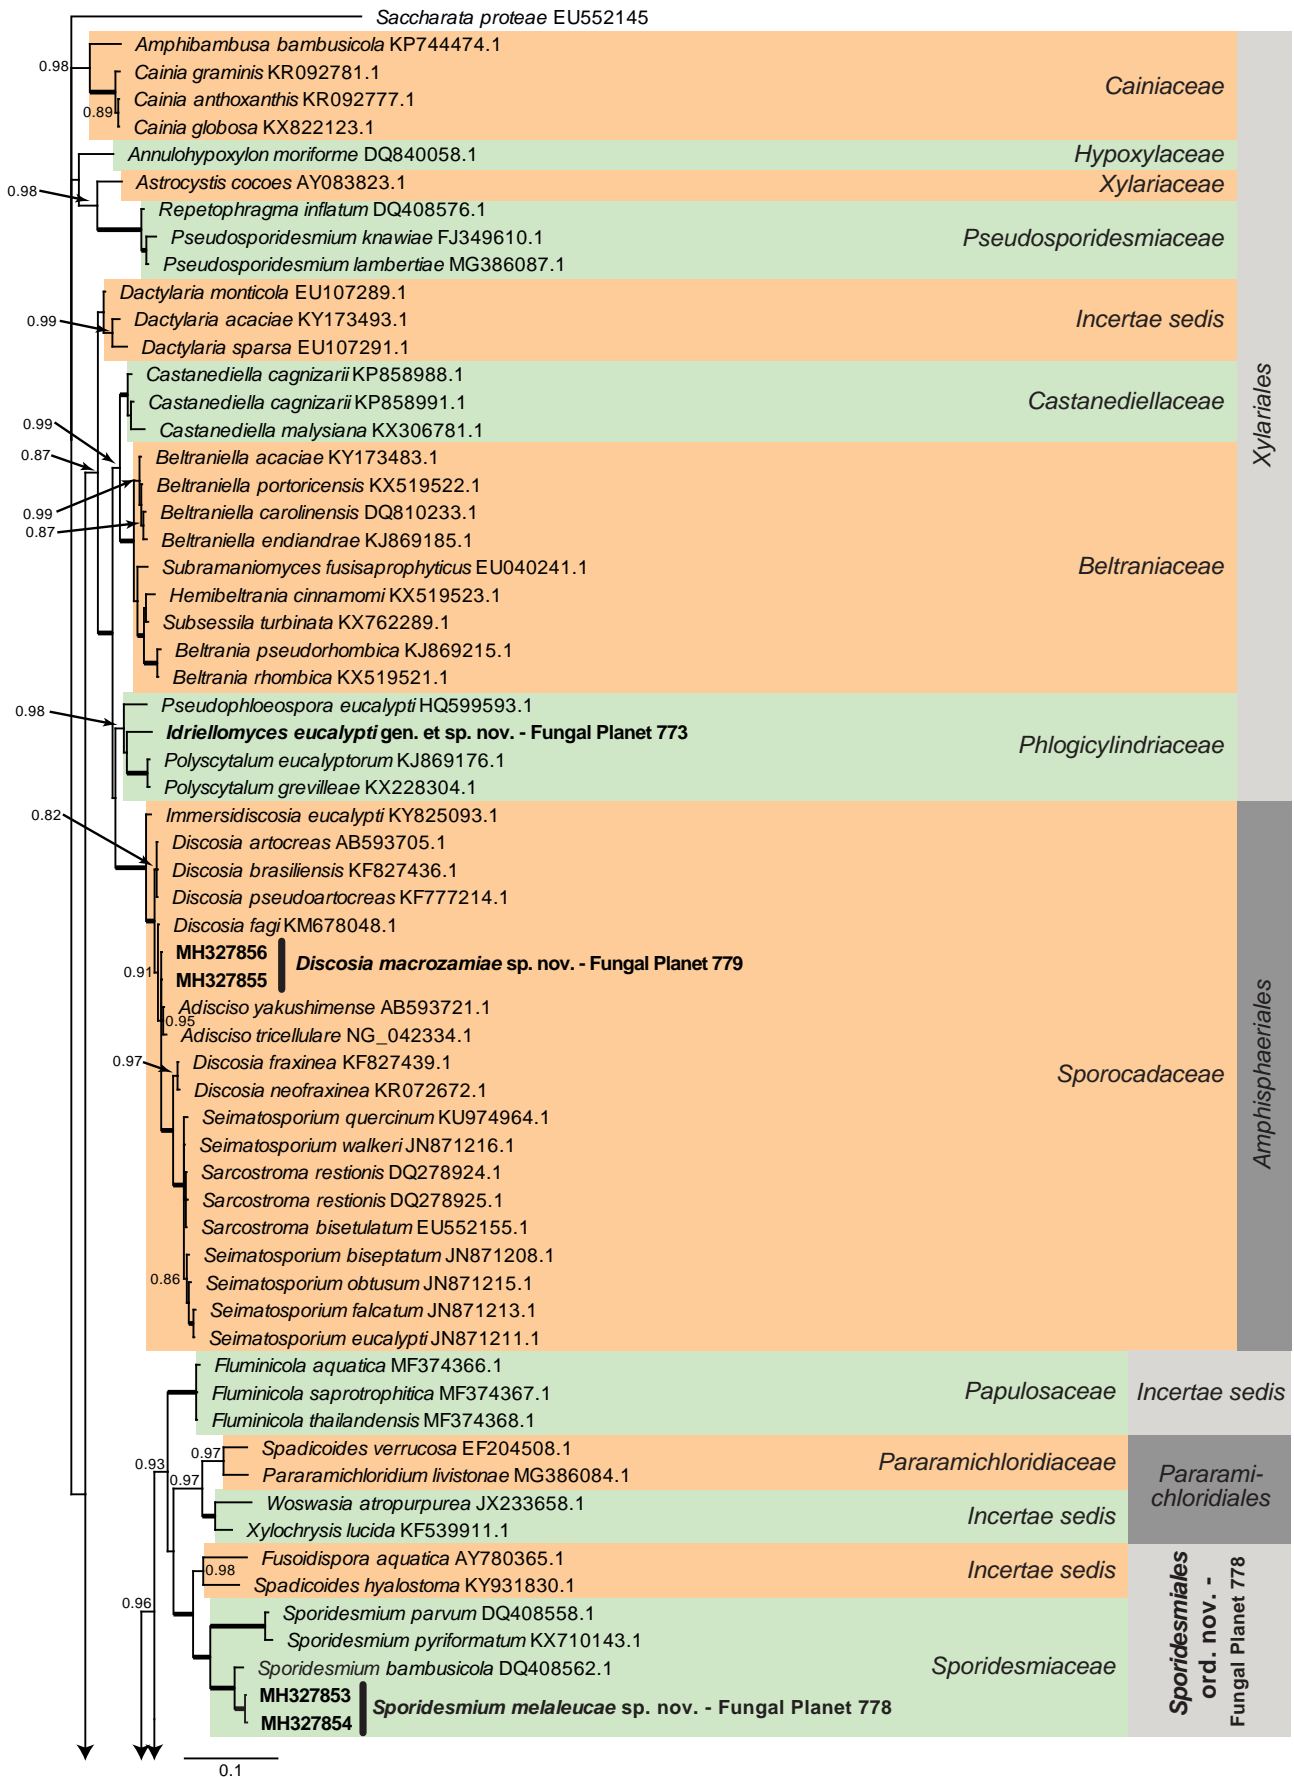 Saccharata proteae EU552145
Amphibambusa bambusicola KP744474.1
0.98
Cainia graminis KR092781.1
Cainiaceae
Cainia anthoxanthis KR092777.1
0.89
Cainia globosa KX822123.1
Annulohypoxylon moriforme DQ840058.1
Hypoxylaceae
Astrocystis cocoes AY083823.1
Xylariaceae
0.98
Repetophragma inflatum DQ408576.1
Pseudosporidesmium knawiae FJ349610.1
Pseudosporidesmiaceae
Pseudosporidesmium lambertiae MG386087.1
Dactylaria monticola EU107289.1
0.99
Dactylaria acaciae KY173493.1
Incertae sedis
Dactylaria sparsa EU107291.1
Castanediella cagnizarii KP858988.1
Castanediella cagnizarii KP858991.1
Castanediellaceae
Xylariales
0.99
Castanediella malysiana KX306781.1
0.87
Beltraniella acaciae KY173483.1
Beltraniella portoricensis KX519522.1
0.99
Beltraniella carolinensis DQ810233.1
0.87
Beltraniella endiandrae KJ869185.1
Subramaniomyces fusisaprophyticus EU040241.1
Beltraniaceae
Hemibeltrania cinnamomi KX519523.1
Subsessila turbinata KX762289.1
Beltrania pseudorhombica KJ869215.1
Beltrania rhombica KX519521.1
Pseudophloeospora eucalypti HQ599593.1
0.98
Idriellomyces eucalypti gen. et sp. nov. - Fungal Planet 773
Phlogicylindriaceae
Polyscytalum eucalyptorum KJ869176.1
Polyscytalum grevilleae KX228304.1
0.82
Immersidiscosia eucalypti KY825093.1
Discosia artocreas AB593705.1
Discosia brasiliensis KF827436.1
Discosia pseudoartocreas KF777214.1
Discosia fagi KM678048.1
MH327856
0.91
Discosia macrozamiae sp. nov. - Fungal Planet 779
MH327855
Adisciso yakushimense AB593721.1
0.95
Adisciso tricellulare NG_042334.1
0.97
Discosia fraxinea KF827439.1
Sporocadaceae
Amphisphaeriales
Discosia neofraxinea KR072672.1
Seimatosporium quercinum KU974964.1
Seimatosporium walkeri JN871216.1
Sarcostroma restionis DQ278924.1
Sarcostroma restionis DQ278925.1
Sarcostroma bisetulatum EU552155.1
Seimatosporium biseptatum JN871208.1
0.86
Seimatosporium obtusum JN871215.1
Seimatosporium falcatum JN871213.1
Seimatosporium eucalypti JN871211.1
Fluminicola aquatica MF374366.1
Fluminicola saprotrophitica MF374367.1
Papulosaceae
Incertae sedis
Fluminicola thailandensis MF374368.1
0.97
Spadicoides verrucosa EF204508.1
0.93
Pararamichloridiaceae
0.97
Pararamichloridium livistonae MG386084.1
Pararami-
chloridiales
Woswasia atropurpurea JX233658.1
Incertae sedis
Xylochrysis lucida KF539911.1
Fusoidispora aquatica AY780365.1
0.98
Incertae sedis
Spadicoides hyalostoma KY931830.1
0.96
Sporidesmium parvum DQ408558.1
Sporidesmium pyriformatum KX710143.1
Sporidesmium bambusicola DQ408562.1
Sporidesmiaceae
Sporidesmiales
ord. nov. -
Fungal Planet 778
MH327853
Sporidesmium melaleucae sp. nov. - Fungal Planet 778
MH327854
0.1